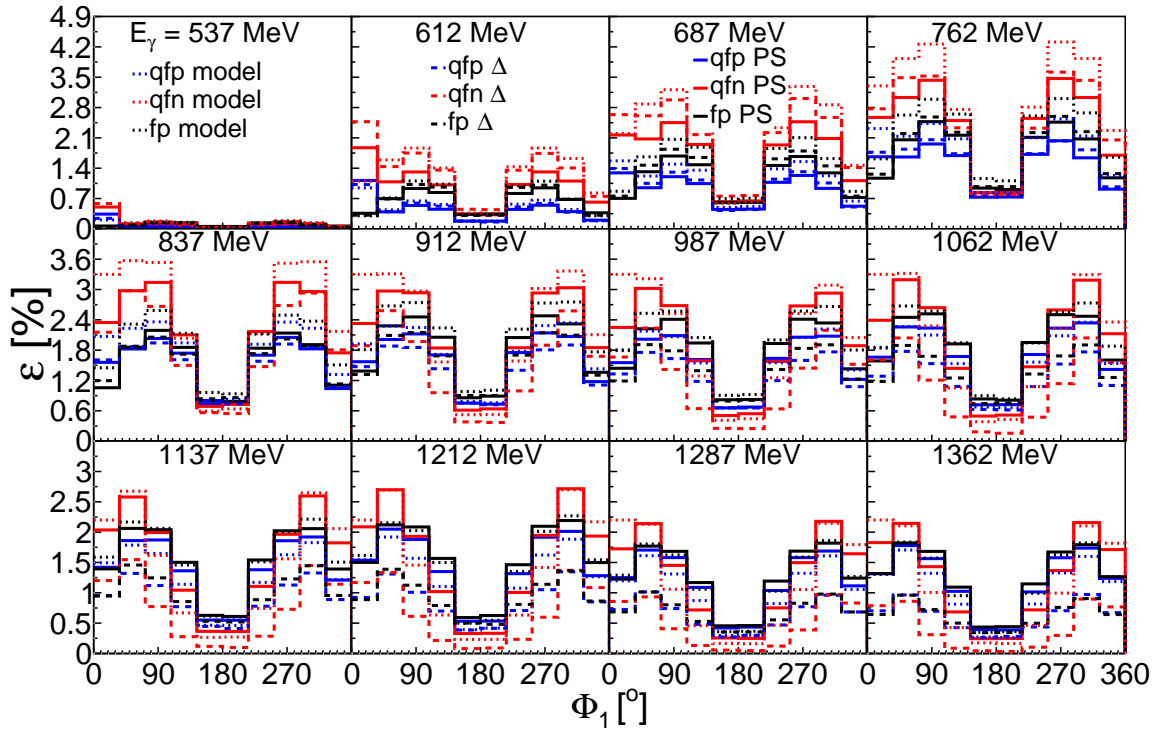 4.9
4.2
3.5
2.8
2.1
1.4
0.7
0
E_γ = 537 MeV
qfp model
qfn model
fp model
612 MeV
qfp Δ
qfn Δ
fp Δ
687 MeV
qfp PS
qfn PS
fp PS
762 MeV
3.6
3
2.4
1.8
1.2
0.6
0
837 MeV
912 MeV
987 MeV
1062 MeV
ε [%]
3
2.5
2
1.5
1
0.5
0
1137 MeV
1212 MeV
1287 MeV
1362 MeV
0 90 180 270 0 90 180 270 0 90 180 270 0 90 180 270 360
Φ₁ [°]